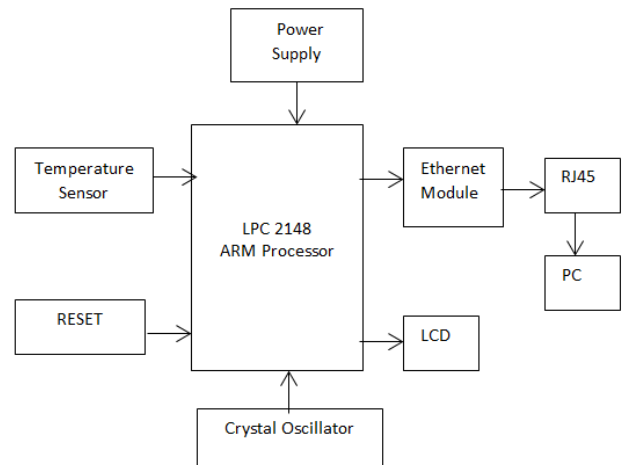 Power
Supply
Temperature
Sensor
LPC 2148
ARM Processor
Ethernet
Module
RJ45
PC
RESET
LCD
Crystal Oscillator